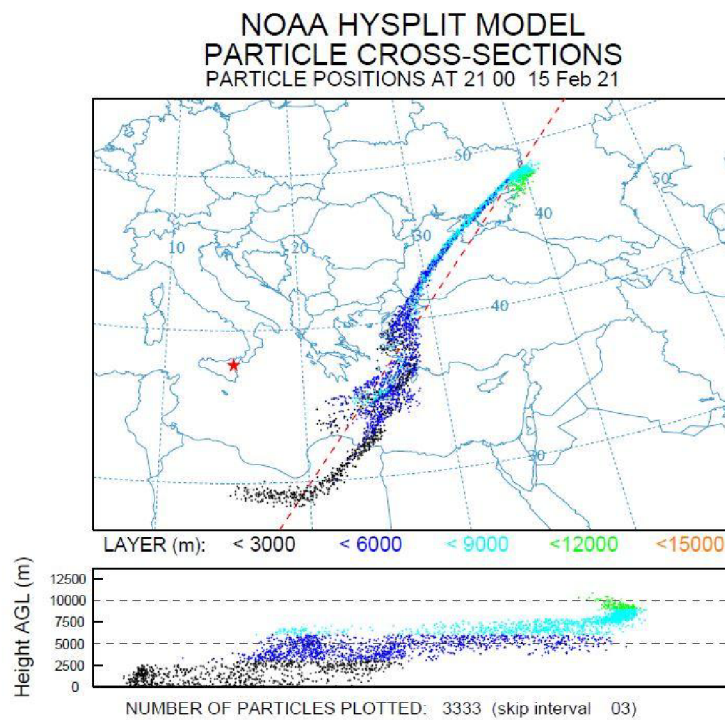 NOAA HYSPLIT MODEL
PARTICLE CROSS-SECTIONS
PARTICLE POSITIONS AT 21 00 15 Feb 21
50
50
40
10
20
30
40
30
LAYER (m): < 3000 < 6000 < 9000 <12000 <15000
Height AGL (m)
12500
10000
7500
5000
2500
0
NUMBER OF PARTICLES PLOTTED: 3333 (skip interval 03)